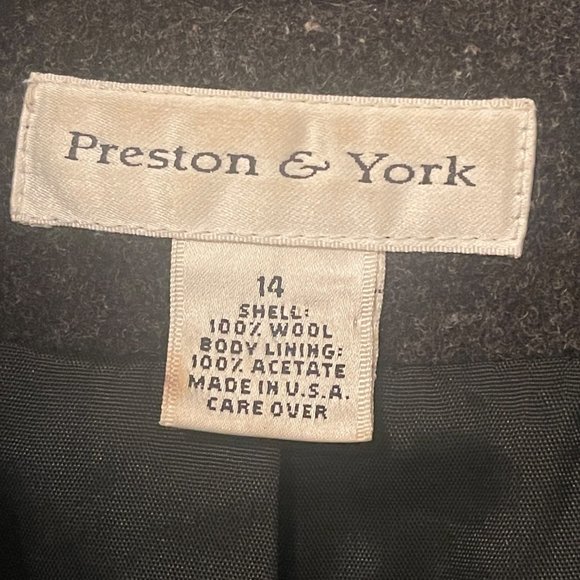 Preston & York
14
SHELL:
100% WOOL
BODY LINING:
100% ACETATE
MADE IN U.S.A.
CARE OVER